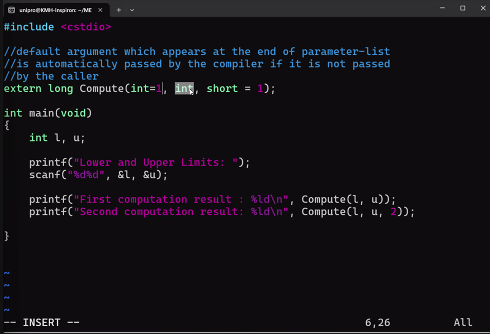 unipro@KMH-Inspiron: ~/ME
#include <cstdio>
//default argument which appears at the end of parameter-list
//is automatically passed by the compiler if it is not passed
//by the caller
extern long Compute(int=1, int, short = 1);
int main(void)
{
    int l, u;
    printf("Lower and Upper Limits: ");
    scanf("%d%d", &l, &u);
    printf("First computation result : %ld\n", Compute(l, u));
    printf("Second computation result: %ld\n", Compute(l, u, 2));
}
~
~
~
~
-- INSERT -- 6,26 All